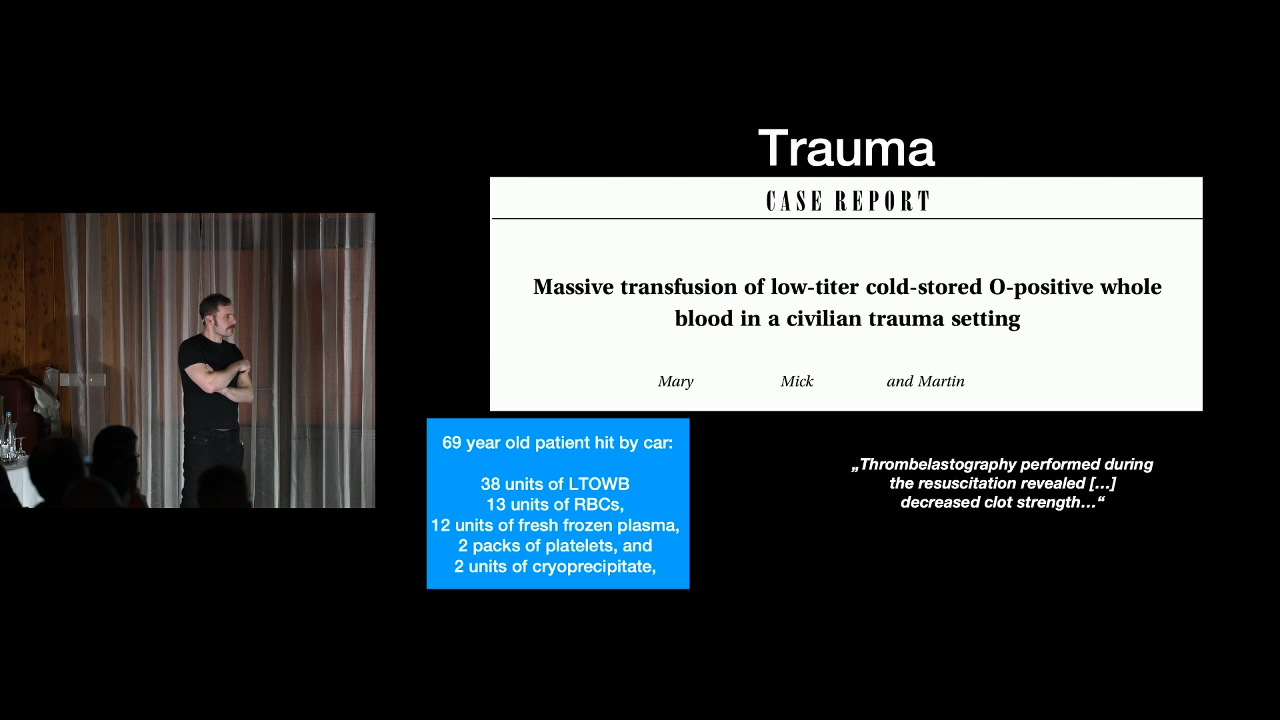 Trauma
CASE REPORT
Massive transfusion of low-titer cold-stored O-positive whole
blood in a civilian trauma setting
Mary Mick and Martin
69 year old patient hit by car:
38 units of LTOWB
13 units of RBCs,
12 units of fresh frozen plasma,
2 packs of platelets, and
2 units of cryoprecipitate,
„Thrombelastography performed during
the resuscitation revealed [...]
decreased clot strength...“